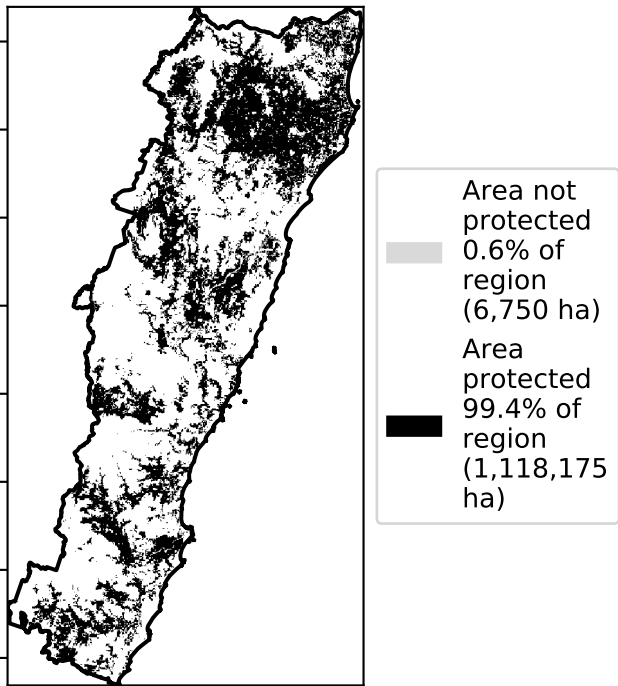 Area not
protected
0.6% of
region
(6,750 ha)
Area
protected
99.4% of
region
(1,118,175
ha)